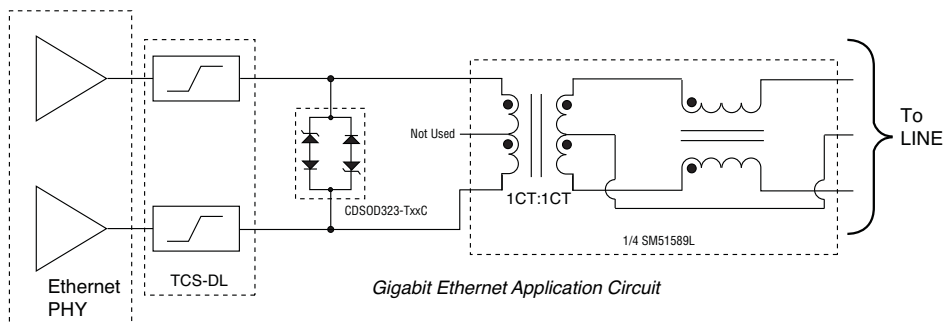 To
LINE
Not Used
1CT:1CT
CDSOD323-TxxC
1/4 SM51589L
TCS-DL
Ethernet
PHY
Gigabit Ethernet Application Circuit